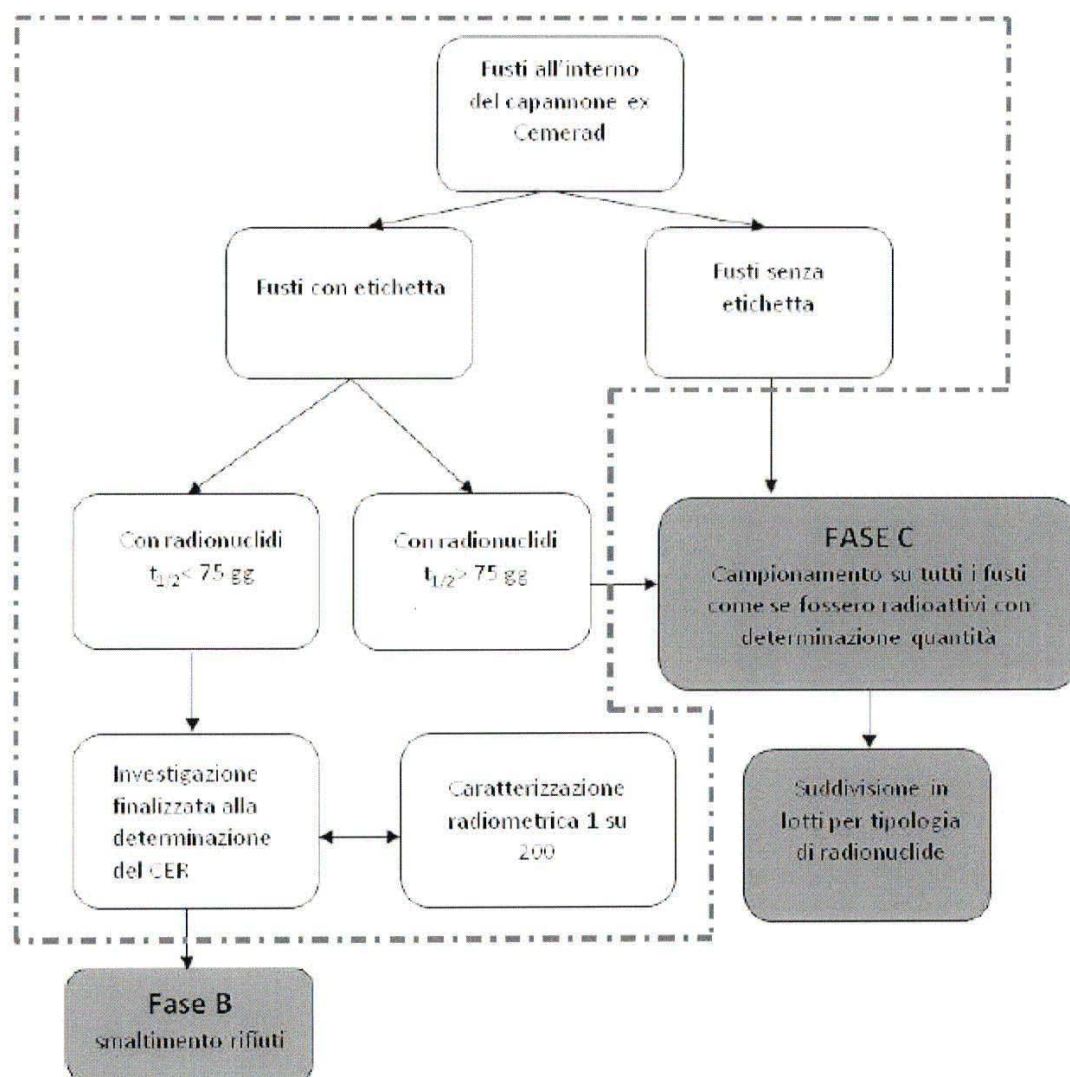 Fusti all'interno
del capannone ex
Cemerad
Fusti con etichetta
Fusti senza
etichetta
Con radionuclidi
t1/2< 75 gg
Con radionuclidi
t1/2> 75 gg
FASE C
Campionamento su tutti i fusti
come se fossero radioattivi con
determinazione quantità
Investigazione
finalizzata alla
determinazione
del CER
Caratterizzazione
radiometrica 1 su
200
Suddivisione in
lotti per tipologia
di radionuclide
Fase B
smaltimento rifiuti